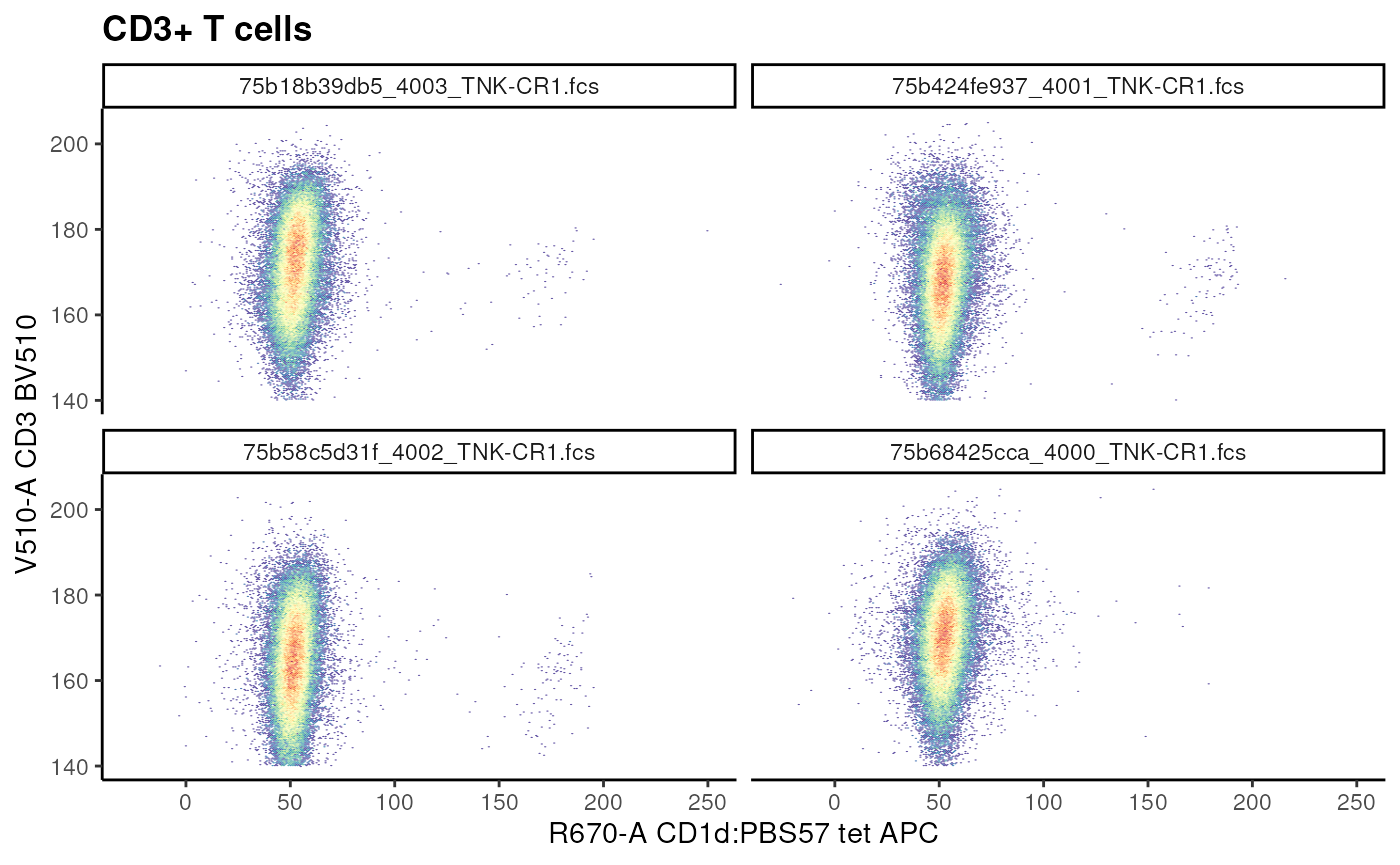 CD3+ T cells
75b18b39db5_4003_TNK-CR1.fcs
75b424fe937_4001_TNK-CR1.fcs
200
180
160
140
75b58c5d31f_4002_TNK-CR1.fcs
75b68425cca_4000_TNK-CR1.fcs
200
180
160
140
V510-A CD3 BV510
0 50 100 150 200 250
0 50 100 150 200 250
R670-A CD1d:PBS57 tet APC